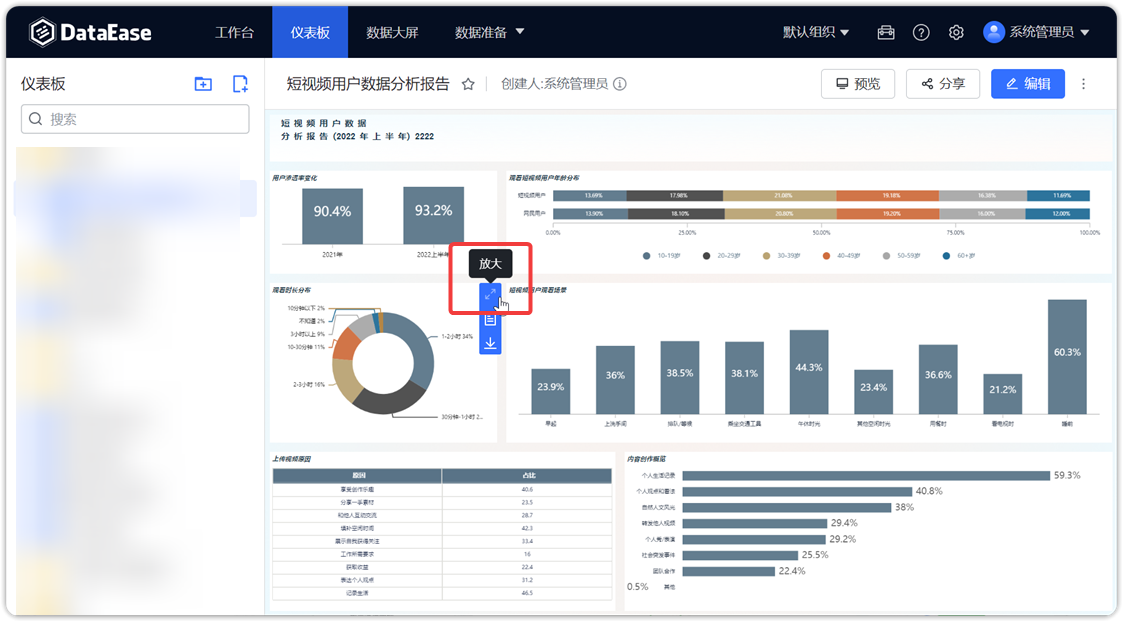 DataEase 工作台 仪表板 数据大屏 数据准备 默认组织 系统管理员
仪表板
搜索
短视频用户数据分析报告 创建人:系统管理员 预览 分享 编辑
短 视 频 用 户 数 据
分 析 报 告 (2022 年 上 半 年) 2222
用户渗透率变化
90.4% 93.2%
2021年 2022上半年
放大
观看短视频用户年龄分布
短视频用户 13.69% 17.98% 21.06% 19.18% 16.38% 11.69%
网民用户 13.90% 18.10% 20.80% 19.20% 16.00% 12.00%
0.00% 25.00% 50.00% 75.00% 100.00%
10-19岁 20-29岁 30-39岁 40-49岁 50-59岁 60+岁
观看时长分布
10分钟以下 2%
不知道 2%
3小时以上 9%
10-30分钟 11%
2-3小时 16%
1-2小时 34%
30分钟-1小时 2...
短视频用户观看场景
23.9% 36% 38.5% 38.1% 44.3% 23.4% 36.6% 21.2% 60.3%
早起 上洗手间 排队/等候 乘坐交通工具 午休时光 其他空闲时光 用餐时 看电视时 睡前
上传视频原因
原因 占比
享受创作乐趣 40.6
分享一手素材 23.5
和他人互动交流 28.7
填补空闲时间 42.3
展示自我获得关注 33.4
工作所需要求 16
获取收益 22.4
表达个人观点 31.2
记录生活 46.5
内容创作概览
个人生活记录 59.3%
个人观点和看法 40.8%
自然人文风光 38%
转发他人视频 29.4%
个人秀/表演 29.2%
社会突发事件 25.5%
团队合作 22.4%
0.5% 其他